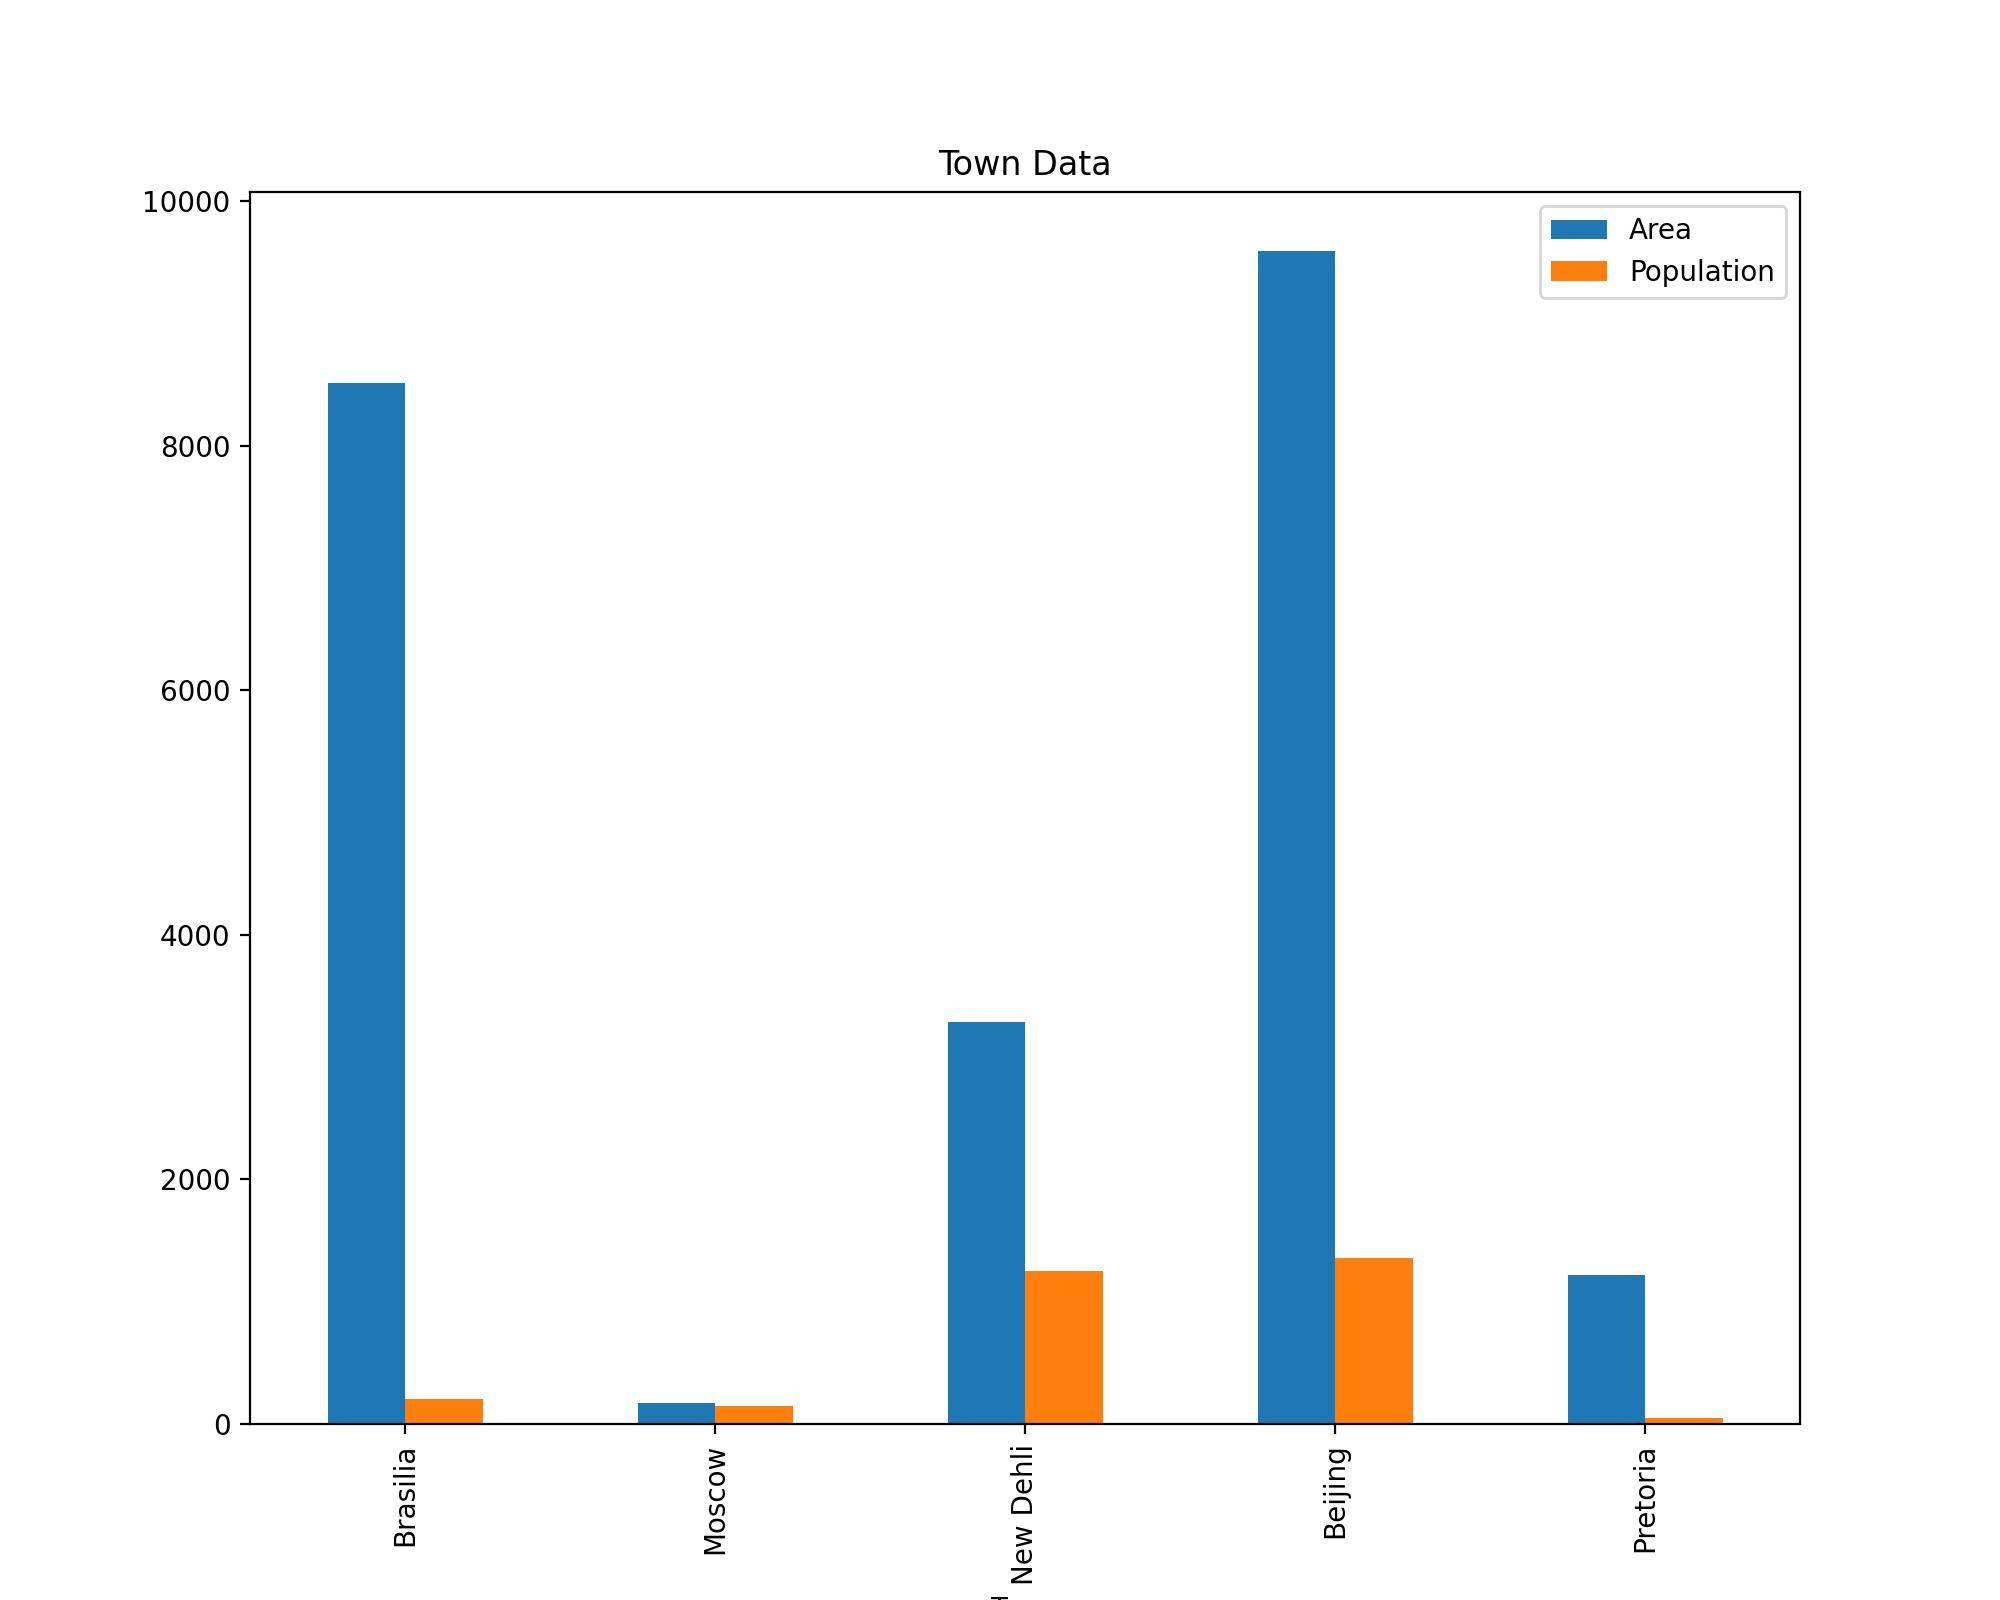 Town Data
10000
8000
6000
4000
2000
0
Area
Population
Brasilia
Moscow
New Dehli
Beijing
Pretoria